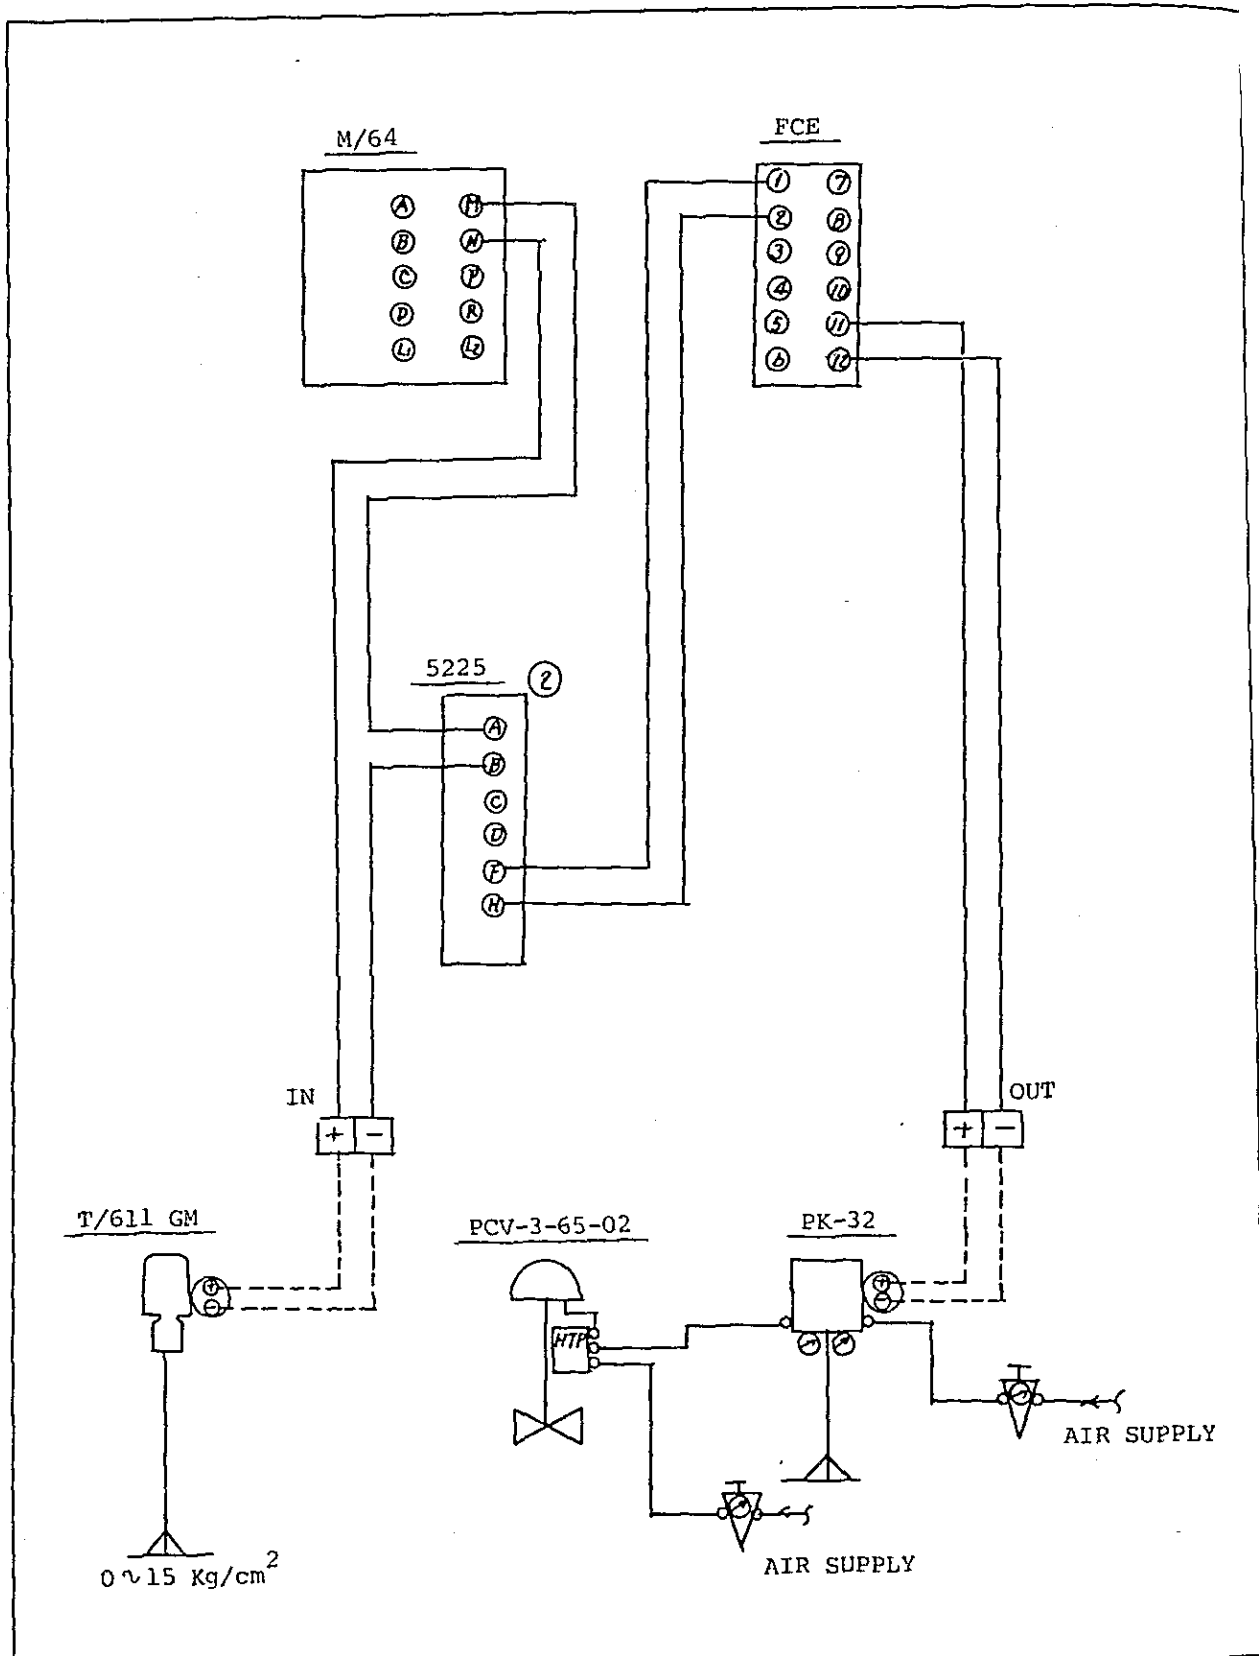 M/64
FCE
A M
B N
C P
D R
L1 L2
1 7
2 8
3 9
4 10
5 11
6 12
5225 2
A
B
C
D
F
H
IN
+ −
OUT
+ −
T/611 GM
+
−
PCV-3-65-02
HTP
PK-32
+
−
AIR SUPPLY
AIR SUPPLY
0~15 Kg/cm²